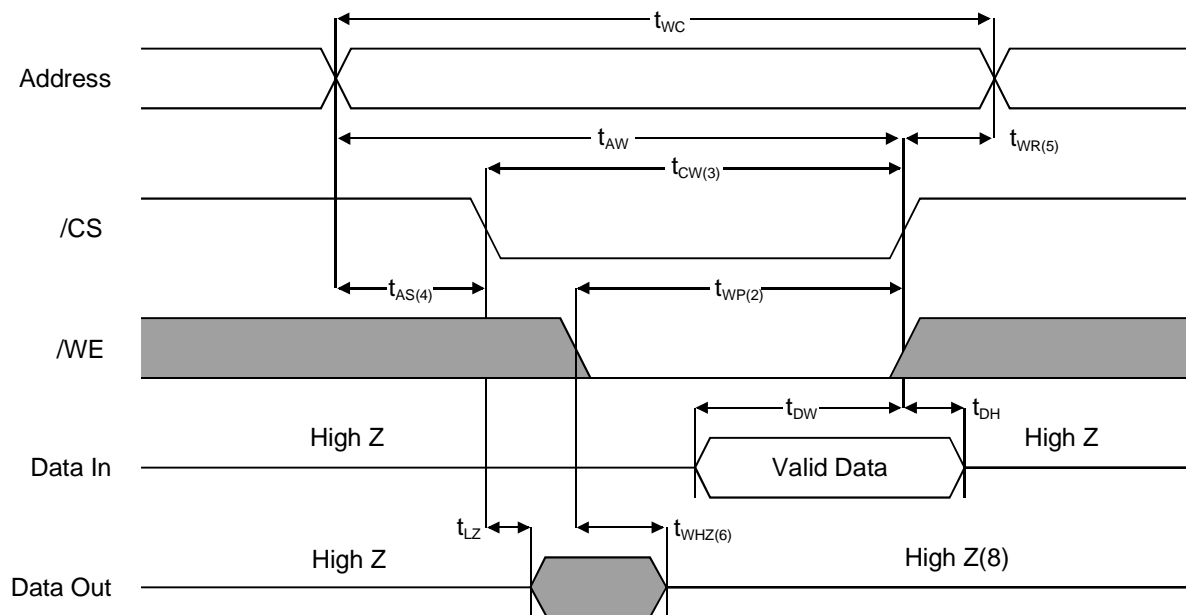 tWC
Address
tAW
tWR(5)
tCW(3)
/CS
tAS(4)
tWP(2)
/WE
tDW
tDH
High Z
High Z
Data In
Valid Data
tLZ
tWHZ(6)
High Z
High Z(8)
Data Out